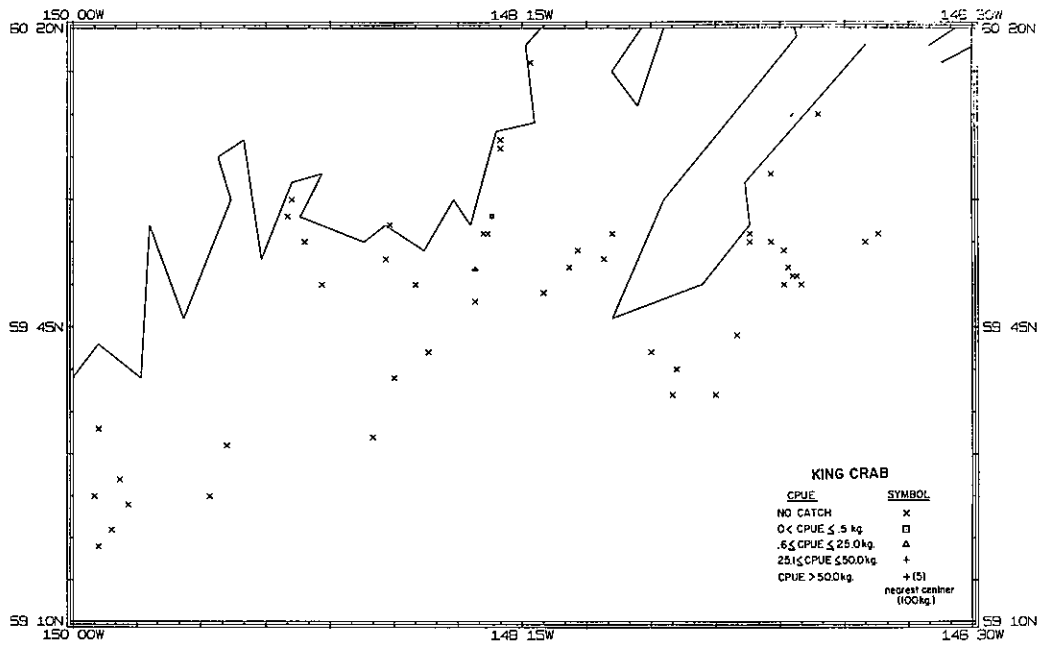 150 00W 148 15W 146 30W
60 20N 60 20N
59 45N 59 45N
KING CRAB
CPUE SYMBOL
NO CATCH ×
0 < CPUE ≤ .5 kg. □
.6 ≤ CPUE ≤ 25.0kg. △
25.1 ≤ CPUE ≤ 50.0kg. +
CPUE > 50.0kg. + (5)
nearest centner
(100kg.)
59 10N 59 10N
150 00W 148 15W 146 30W